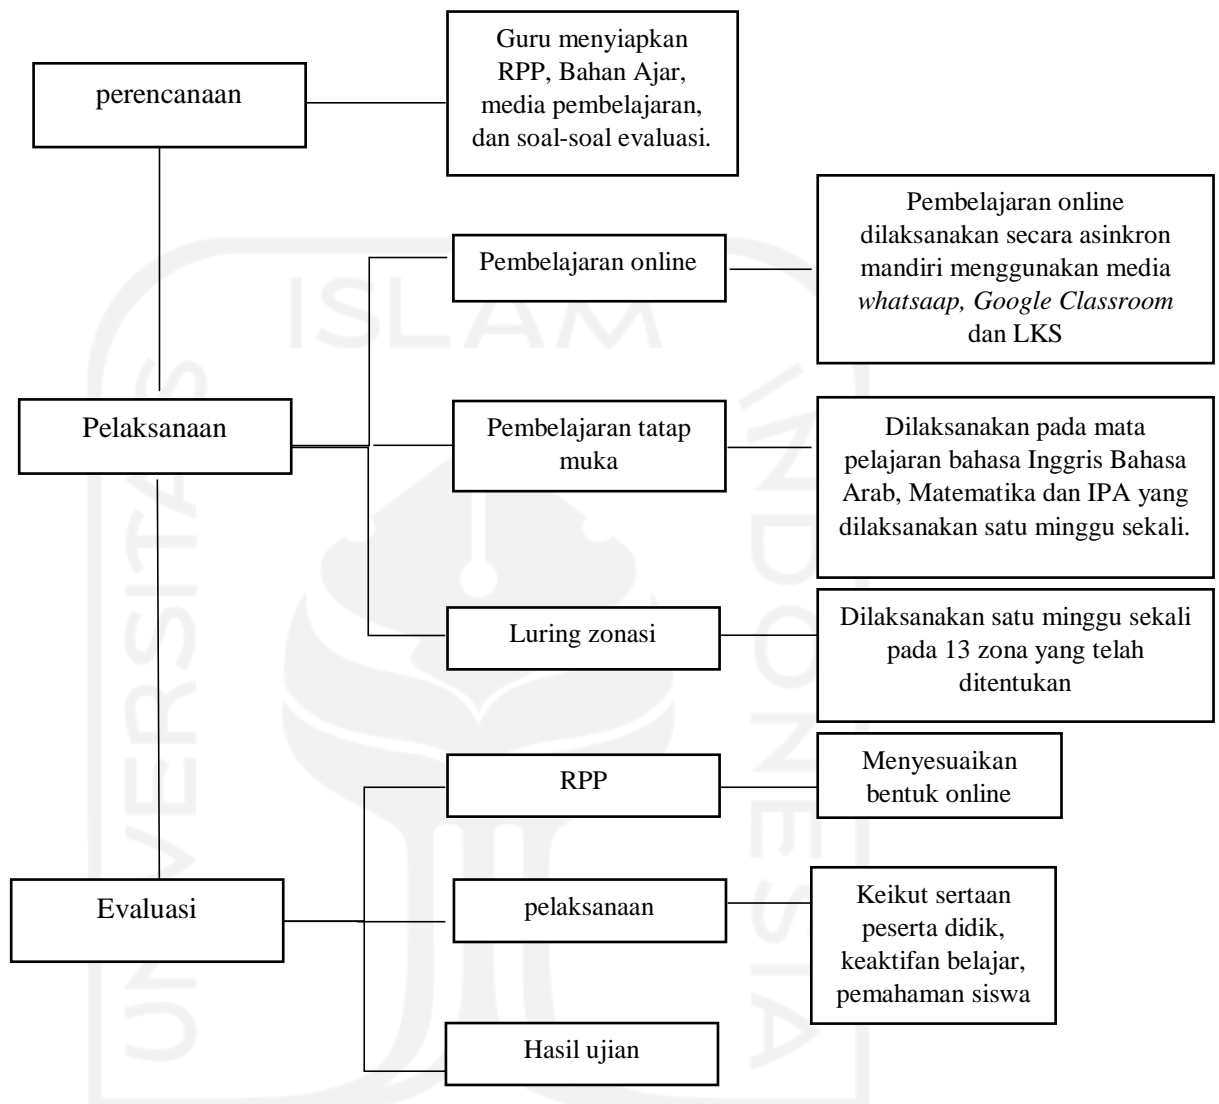 perencanaan
Guru menyiapkan
RPP, Bahan Ajar,
media pembelajaran,
dan soal-soal evaluasi.
Pelaksanaan
Pembelajaran online
Pembelajaran online
dilaksanakan secara asinkron
mandiri menggunakan media
whatsaap, Google Classroom
dan LKS
Pembelajaran tatap
muka
Dilaksanakan pada mata
pelajaran bahasa Inggris Bahasa
Arab, Matematika dan IPA yang
dilaksanakan satu minggu sekali.
Luring zonasi
Dilaksanakan satu minggu sekali
pada 13 zona yang telah
ditentukan
Evaluasi
RPP
Menyesuaikan
bentuk online
pelaksanaan
Keikut sertaan
peserta didik,
keaktifan belajar,
pemahaman siswa
Hasil ujian
UNIVERSITAS
ISLAM
INDONESIA